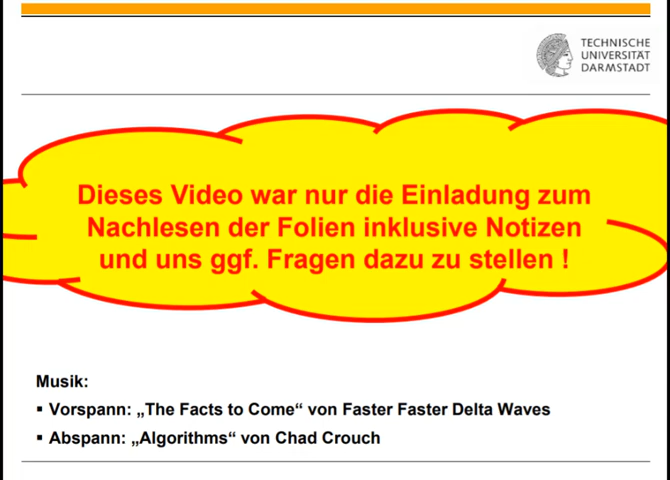 TECHNISCHE
UNIVERSITÄT
DARMSTADT
Dieses Video war nur die Einladung zum
Nachlesen der Folien inklusive Notizen
und uns ggf. Fragen dazu zu stellen !
Musik:
▪ Vorspann: „The Facts to Come“ von Faster Faster Delta Waves
▪ Abspann: „Algorithms“ von Chad Crouch